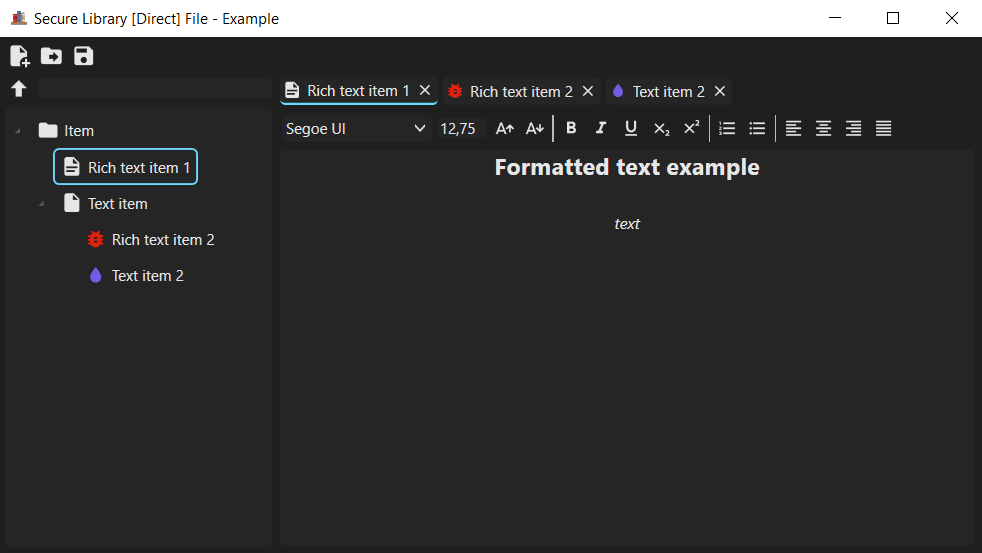 Secure Library [Direct] File - Example
Rich text item 1
Rich text item 2
Text item 2
Segoe UI
12,75
Item
Rich text item 1
Text item
Rich text item 2
Text item 2
Formatted text example
text